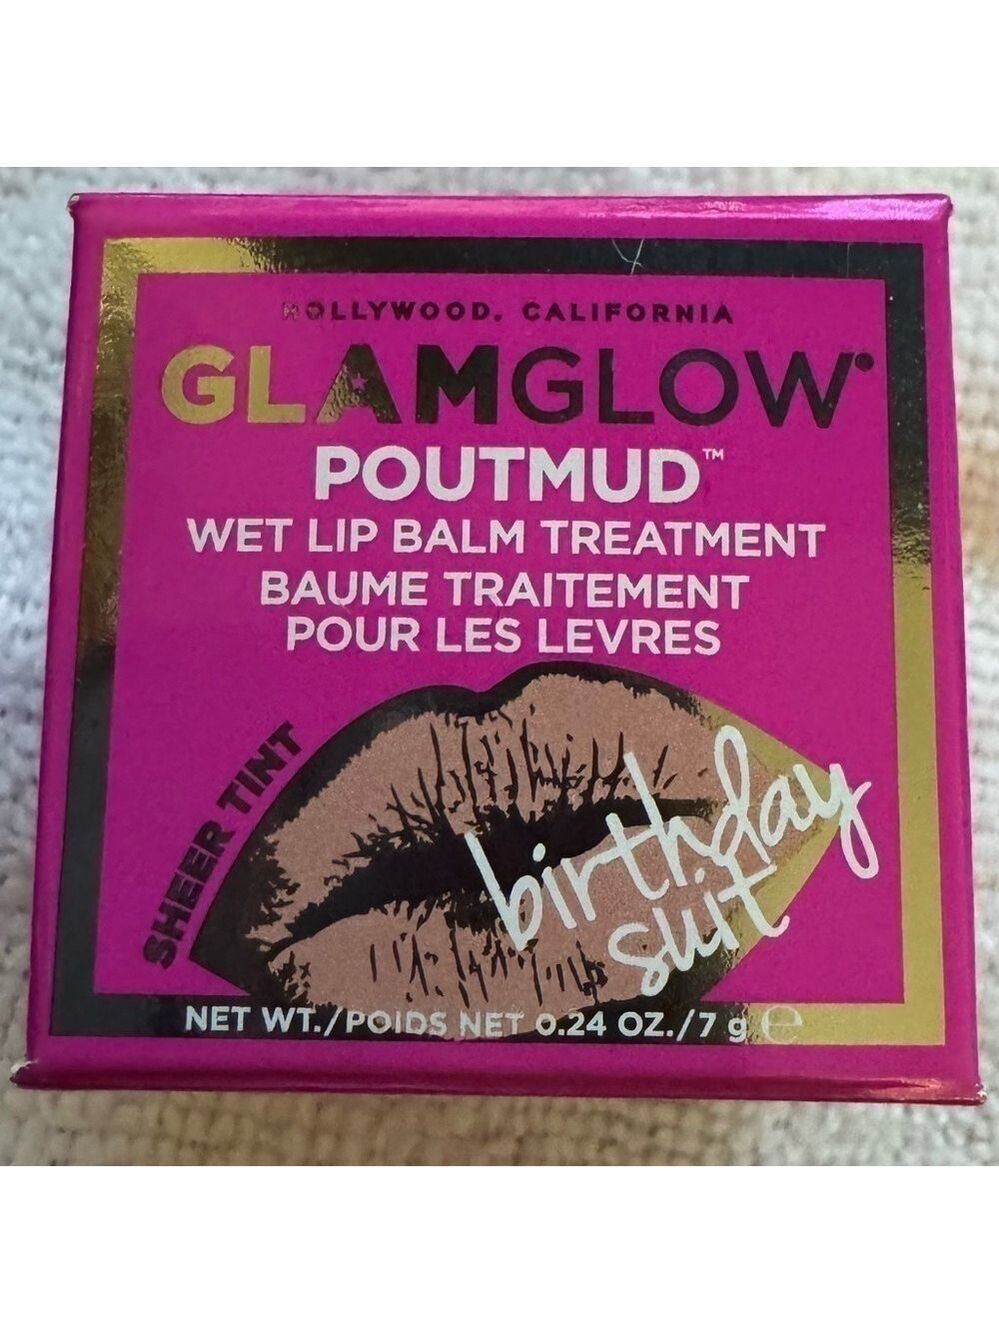 HOLLYWOOD, CALIFORNIA
GLAMGLOW®
POUTMUD™
WET LIP BALM TREATMENT
BAUME TRAITEMENT
POUR LES LEVRES
SHEER TINT
birthday
suit
NET WT./POIDS NET 0.24 OZ./7 g ℮